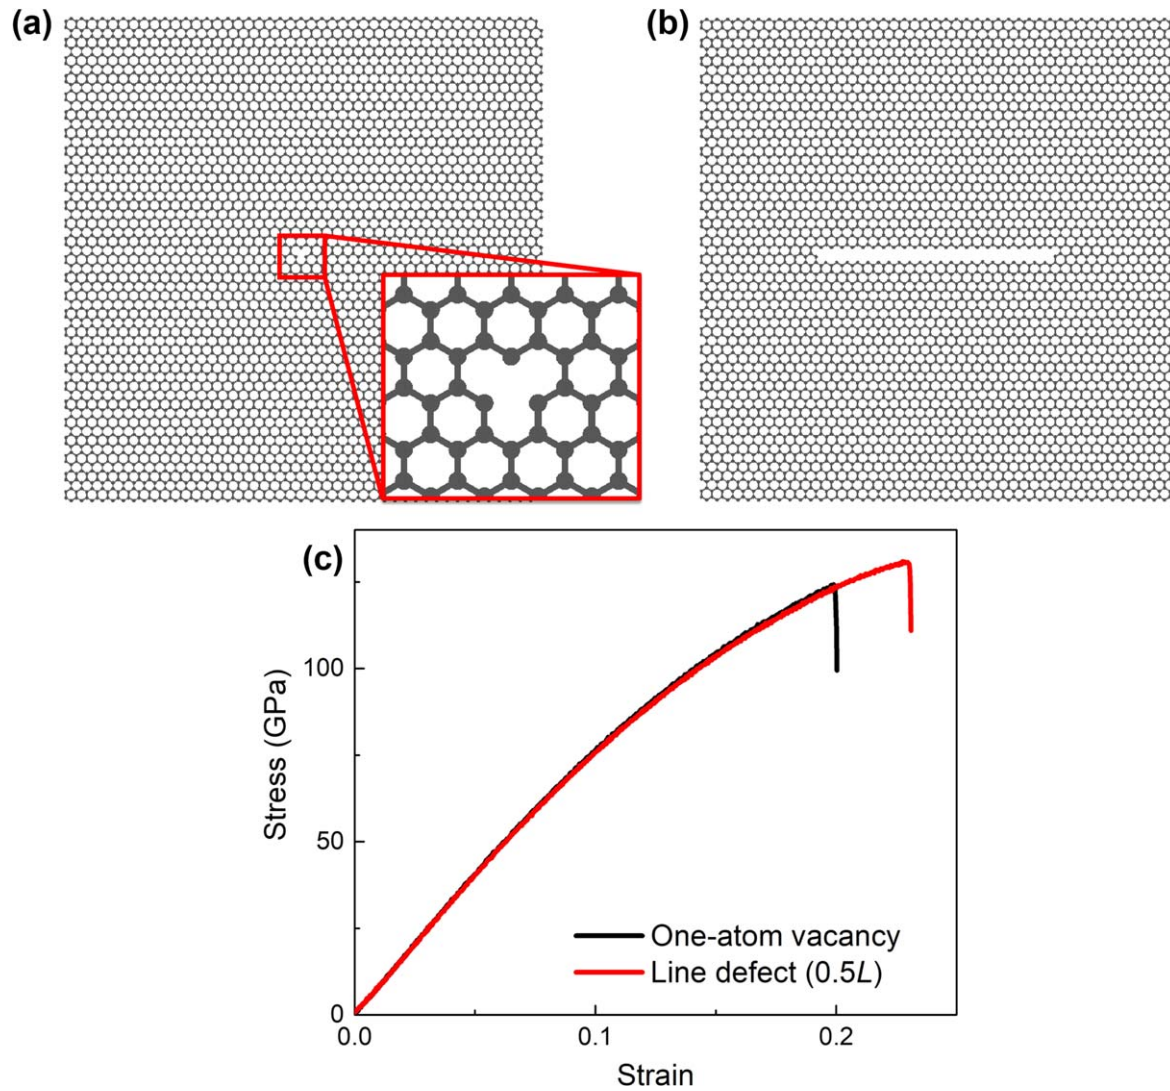 (a)
(b)
(c)
Stress (GPa)
100
50
0
0.0
0.1
0.2
One-atom vacancy
Line defect (0.5L)
Strain